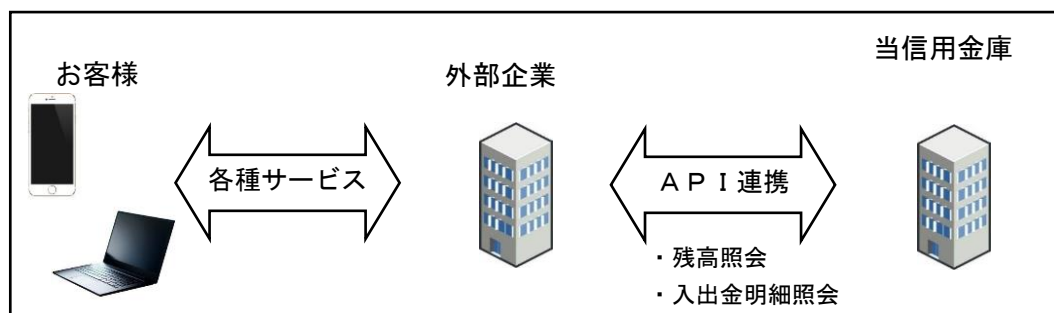 お客様
外部企業
当信用金庫
各種サービス
ＡＰＩ連携
・残高照会
・入出金明細照会